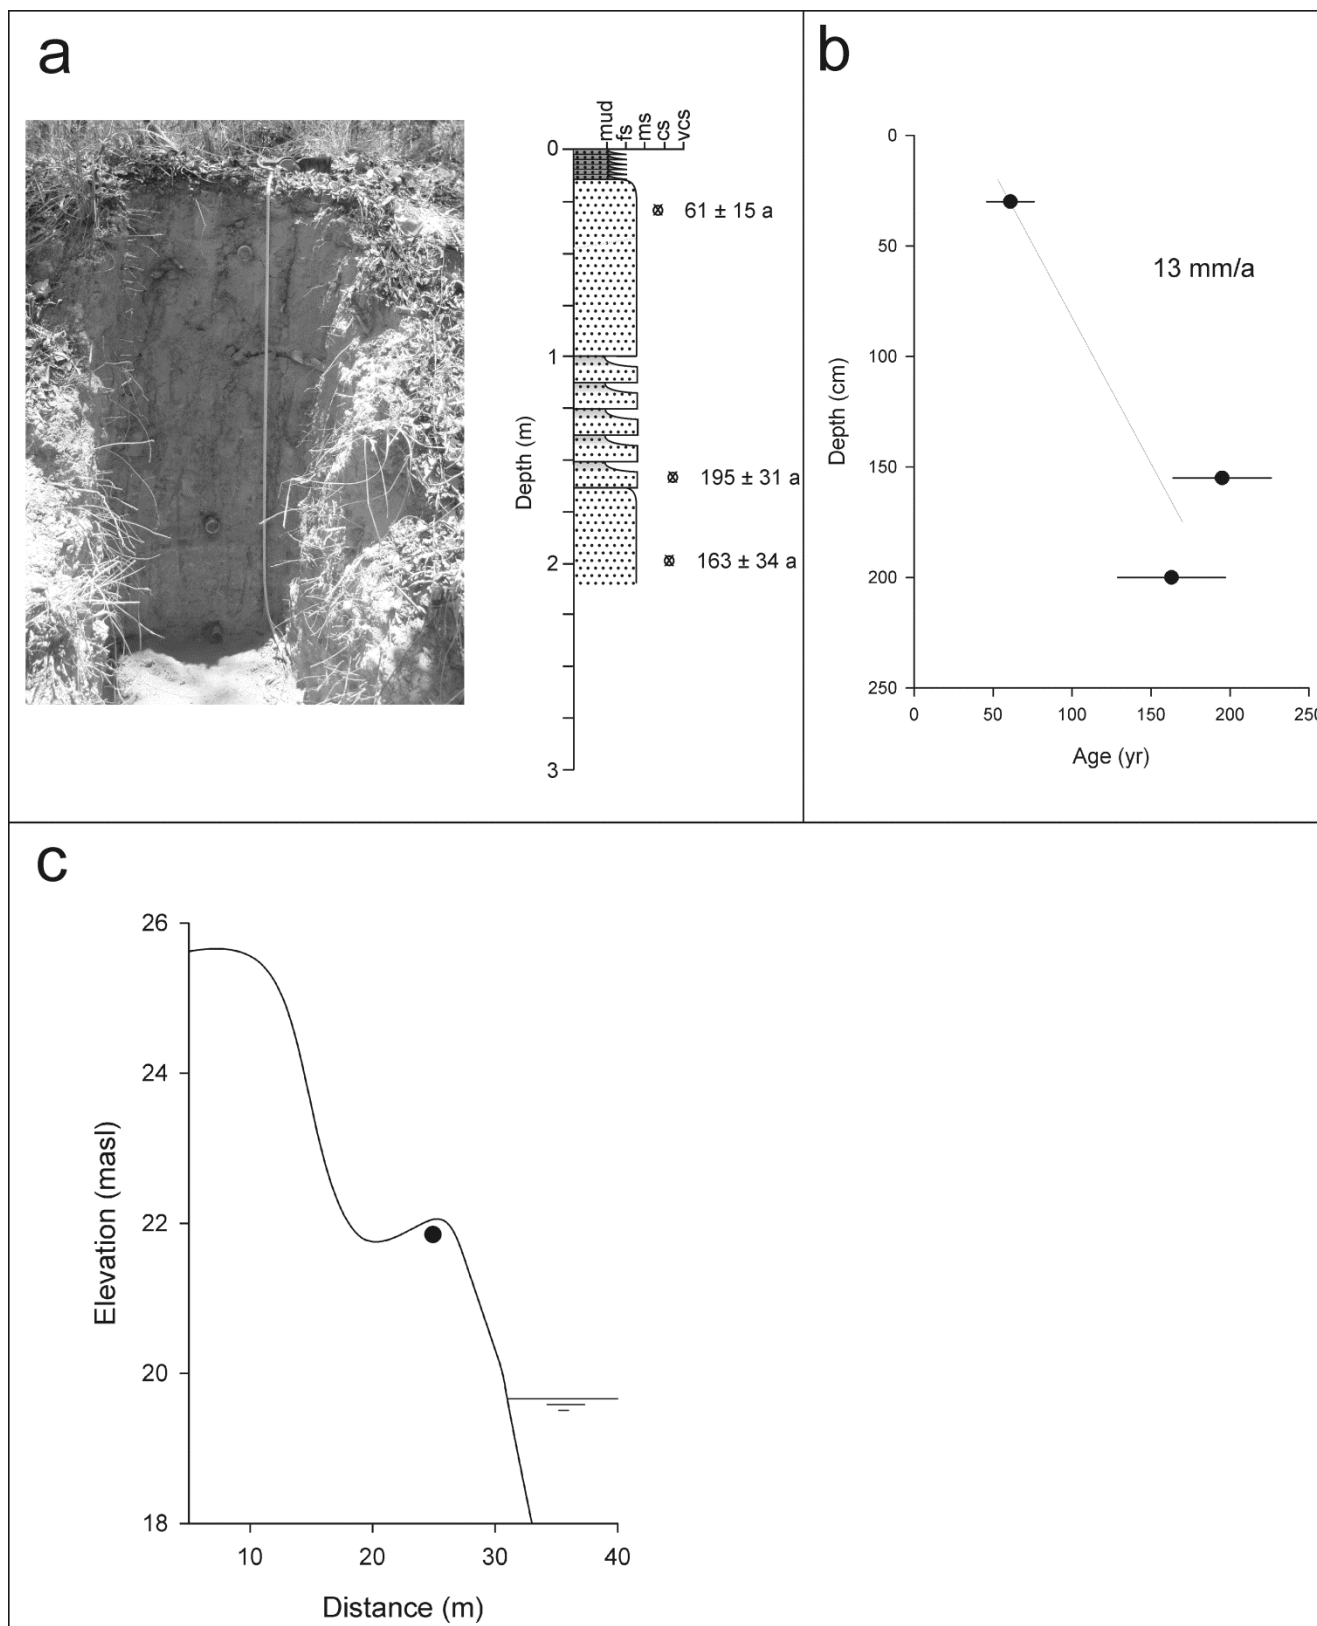 a
mud
fs
ms
cs
vcs
0
1
2
3
Depth (m)
61 ± 15 a
195 ± 31 a
163 ± 34 a
b
0
50
100
150
200
250
Depth (cm)
13 mm/a
0 50 100 150 200 250
Age (yr)
c
26
24
22
20
18
Elevation (masl)
10 20 30 40
Distance (m)